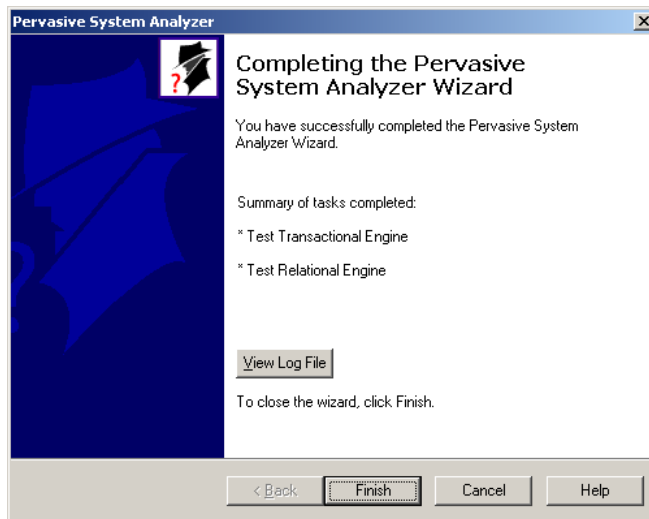 Pervasive System Analyzer
?
Completing the Pervasive
System Analyzer Wizard
You have successfully completed the Pervasive System
Analyzer Wizard.
Summary of tasks completed:
* Test Transactional Engine
* Test Relational Engine
View Log File
To close the wizard, click Finish.
< Back
Finish
Cancel
Help